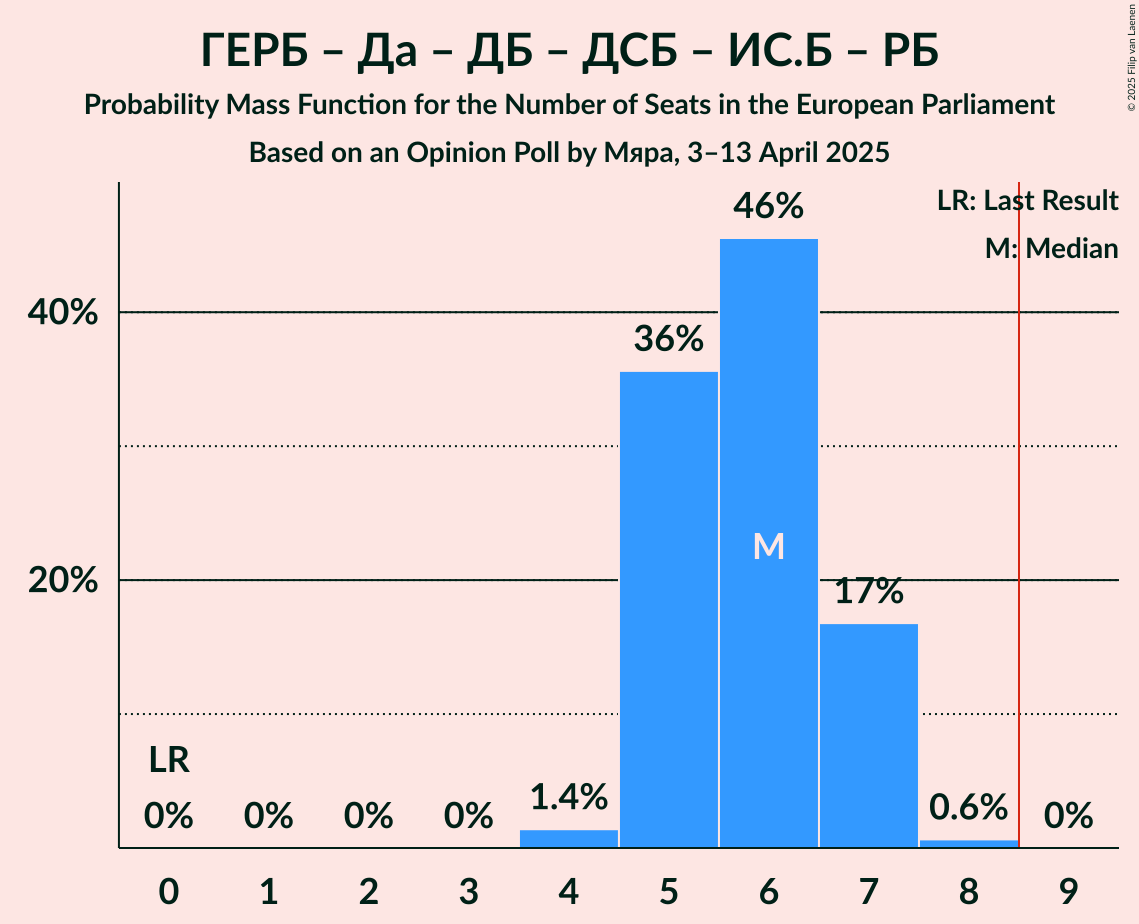 ГЕРБ – Да – ДБ – ДСБ – ИС.Б – РБ
Probability Mass Function for the Number of Seats in the European Parliament
Based on an Opinion Poll by Мяра, 3–13 April 2025
© 2025 Filip van Laenen
LR: Last Result
M: Median
46%
40%
36%
M
20%
17%
LR
0% 0% 0% 0% 1.4% 0.6% 0%
0 1 2 3 4 5 6 7 8 9